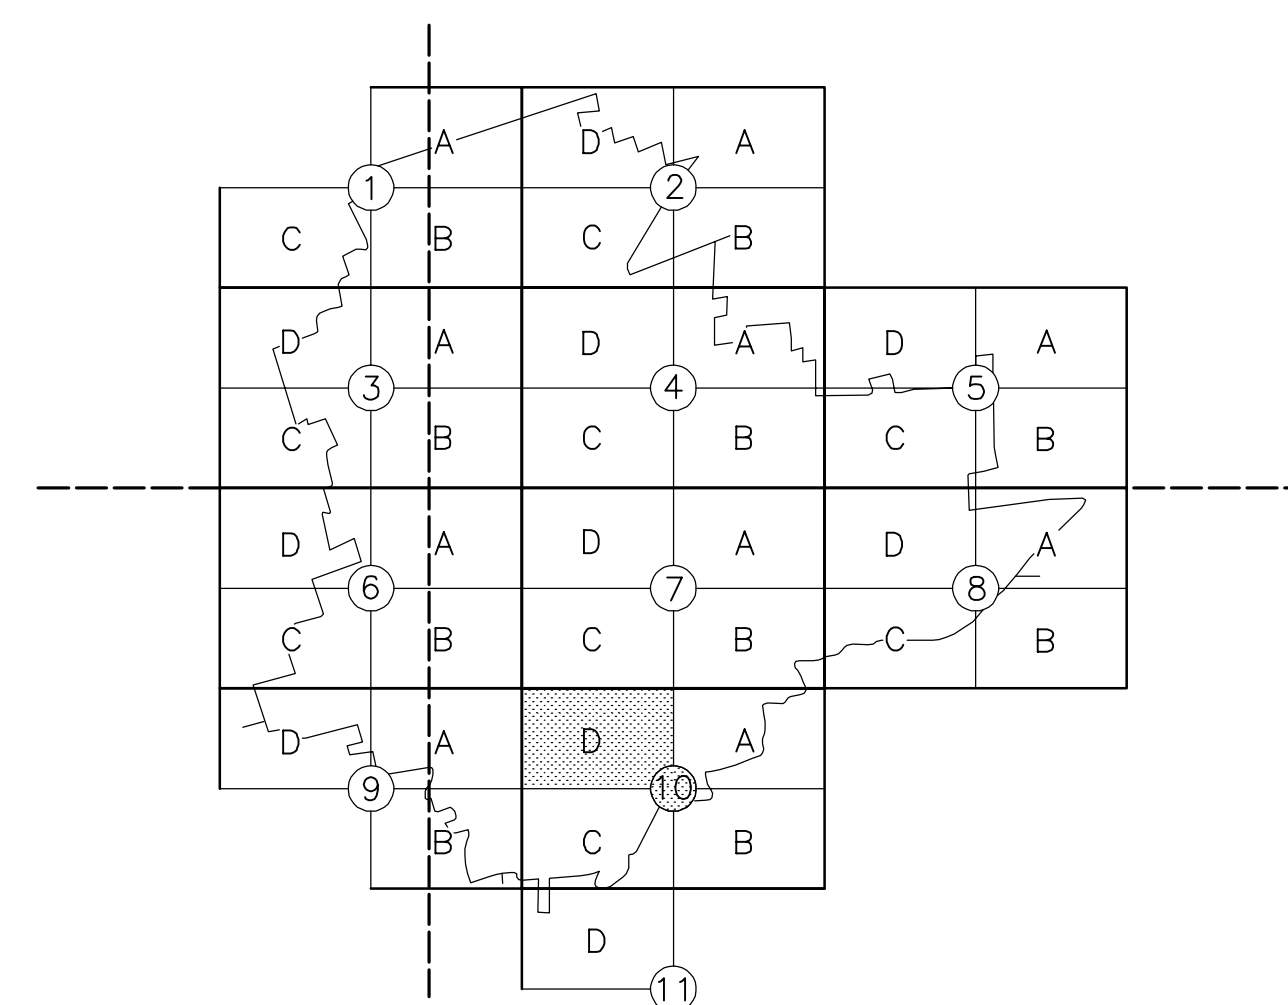 A D A
1 2
C B C B
D A D A D A
3 4 5
C B C B C B
D A D A D A
6 7 8
C B C B C B
D A D A
9 10
B C B
D
11